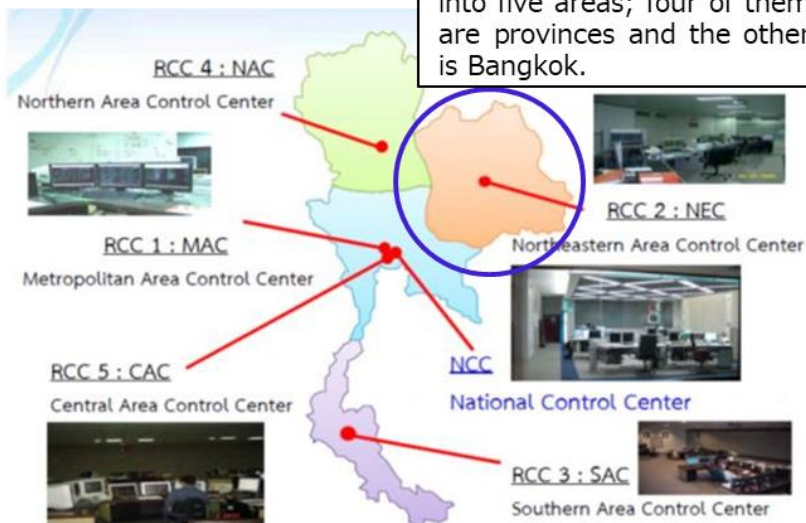 into five areas; four of them
are provinces and the other
is Bangkok.
RCC 4 : NAC
Northern Area Control Center
RCC 2 : NEC
Northeastern Area Control Center
RCC 1 : MAC
Metropolitan Area Control Center
RCC 5 : CAC
Central Area Control Center
NCC
National Control Center
RCC 3 : SAC
Southern Area Control Center